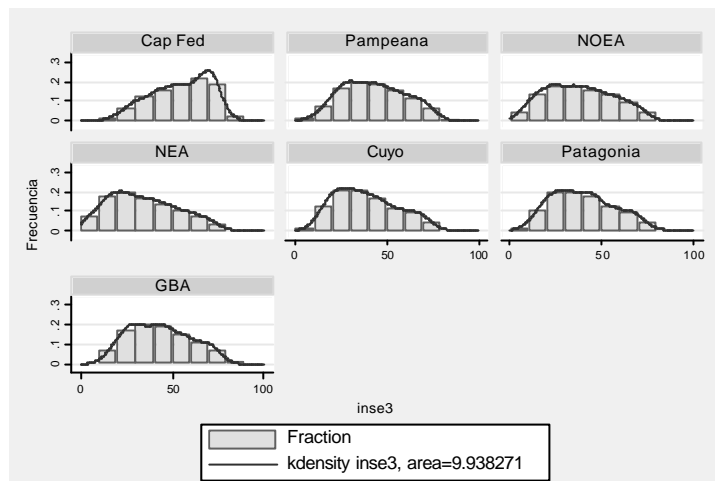 Cap Fed Pampeana NOEA
0 .1 .2 .3
NEA Cuyo Patagonia
0 .1 .2 .3
0 50 100 0 50 100
GBA
0 .1 .2 .3
0 50 100
Frecuencia
inse3
Fraction
kdensity inse3, area=9.938271